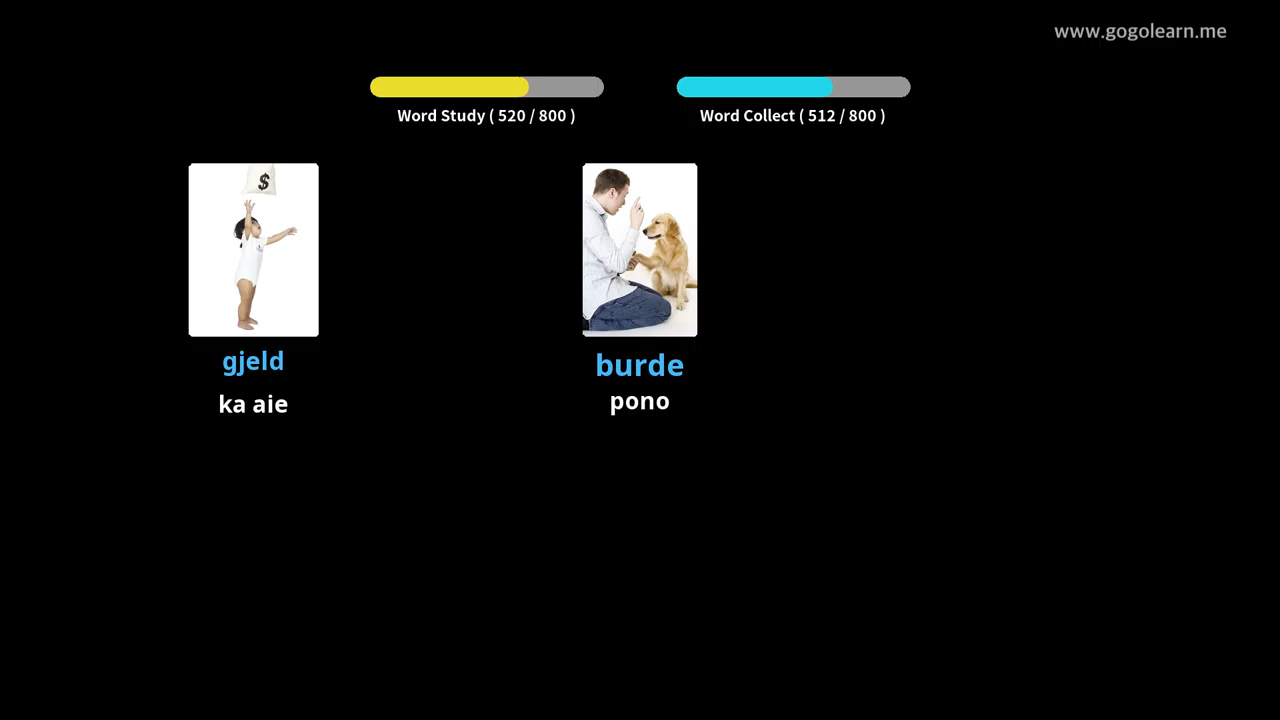 www.gogolearn.me
Word Study ( 520 / 800 )
Word Collect ( 512 / 800 )
$
gjeld
ka aie
burde
pono